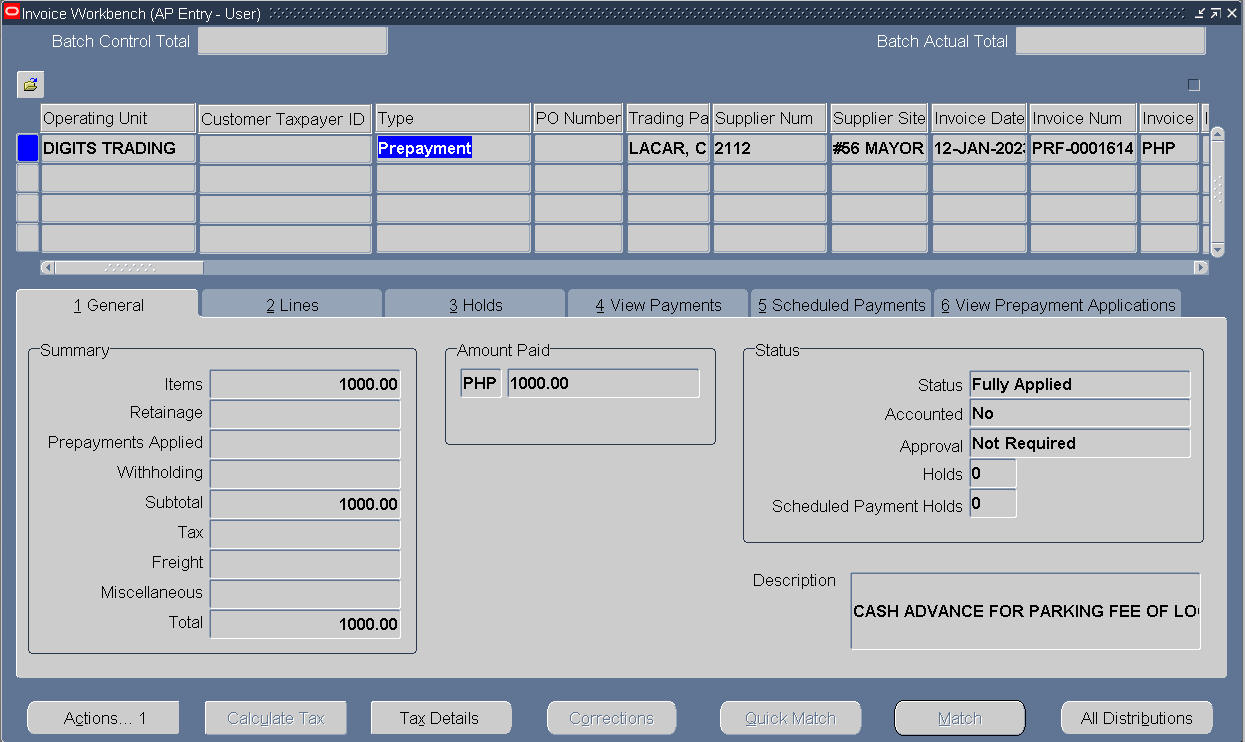 Invoice Workbench (AP Entry - User)
Batch Control Total
Batch Actual Total
Operating Unit Customer Taxpayer ID Type PO Number Trading Pa Supplier Num Supplier Site Invoice Date Invoice Num Invoice
DIGITS TRADING Prepayment LACAR, C 2112 #56 MAYOR 12-JAN-2023 PRF-0001614 PHP
1 General 2 Lines 3 Holds 4 View Payments 5 Scheduled Payments 6 View Prepayment Applications
Summary
Items 1000.00
Retainage
Prepayments Applied
Withholding
Subtotal 1000.00
Tax
Freight
Miscellaneous
Total 1000.00
Amount Paid
PHP 1000.00
Status
Status Fully Applied
Accounted No
Approval Not Required
Holds 0
Scheduled Payment Holds 0
Description CASH ADVANCE FOR PARKING FEE OF LO
Actions... 1 Calculate Tax Tax Details Corrections Quick Match Match All Distributions